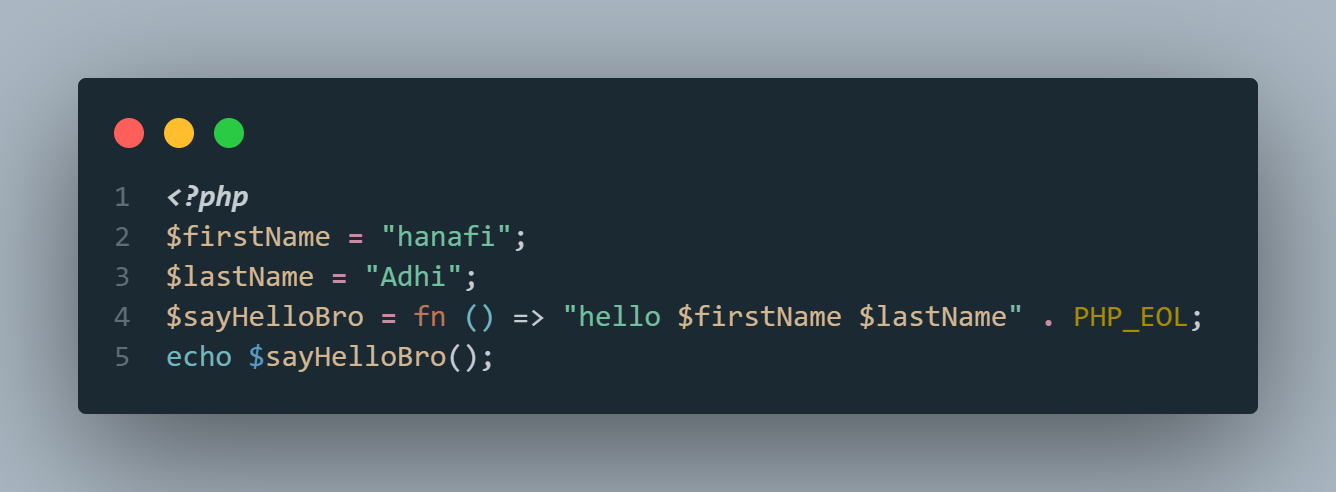 1 <?php
2 $firstName = "hanafi";
3 $lastName = "Adhi";
4 $sayHelloBro = fn () => "hello $firstName $lastName" . PHP_EOL;
5 echo $sayHelloBro();